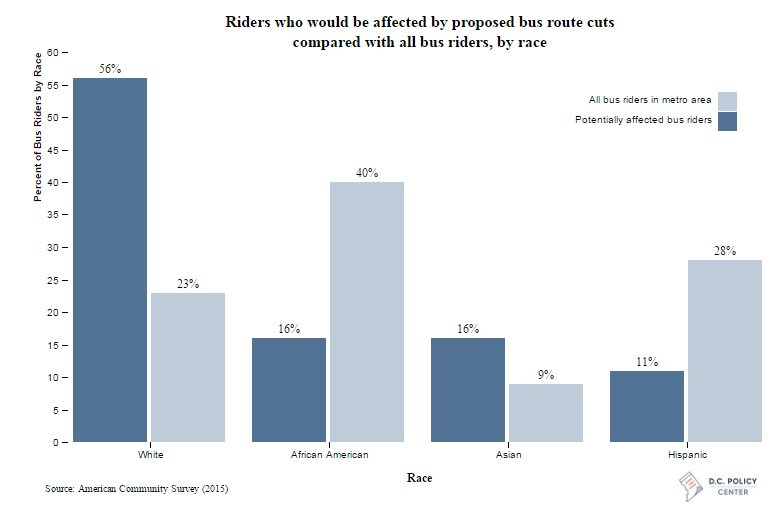 Riders who would be affected by proposed bus route cuts
compared with all bus riders, by race
Percent of Bus Riders by Race
60
55
50
45
40
35
30
25
20
15
10
5
0
All bus riders in metro area
Potentially affected bus riders
56%
23%
16%
40%
16%
9%
11%
28%
White
African American
Asian
Hispanic
Race
Source: American Community Survey (2015)
D.C. POLICY
CENTER